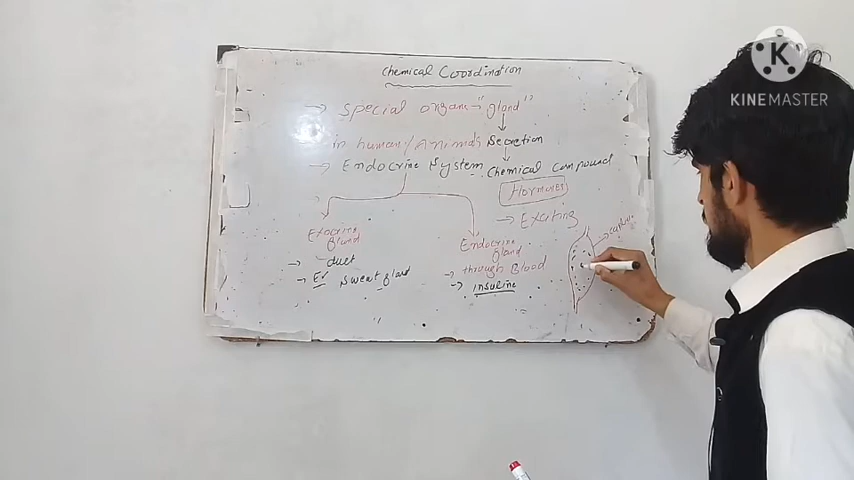 chemical Coordination
→ special organs → "gland"
in human/Animals Secretion
→ Endocrine System chemical compound
Hormones
→ Exciting
Exocrine
gland
→ duct
→ Ex Sweat gland
Endocrine
gland
→ through Blood
→ insuline
K
KINEMASTER